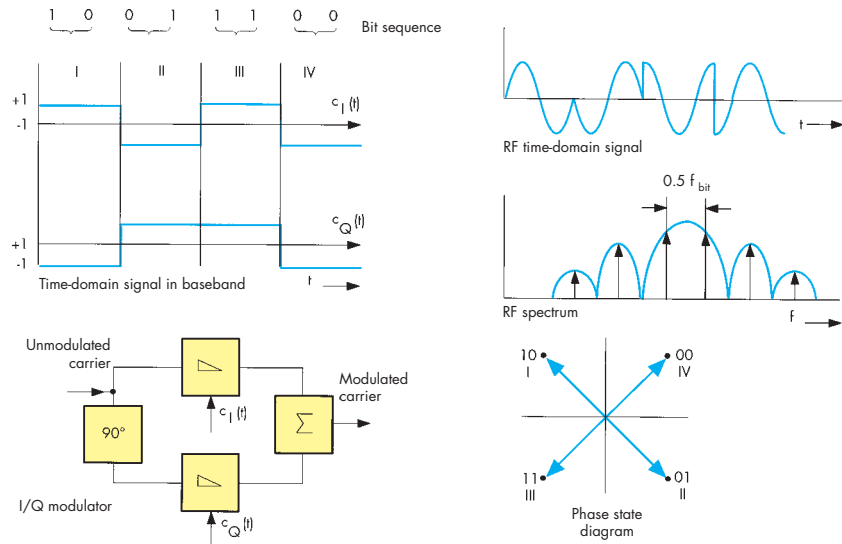 1 0 0 1 1 1 0 0 Bit sequence
I II III IV
+1
-1
c_I(t)
c_Q(t)
+1
-1
t
Time-domain signal in baseband
t
RF time-domain signal
0.5 f_bit
RF spectrum
f
Unmodulated
carrier
Modulated
carrier
90°
c_I(t)
Σ
I/Q modulator
c_Q(t)
10
I
00
IV
11
III
01
II
Phase state
diagram